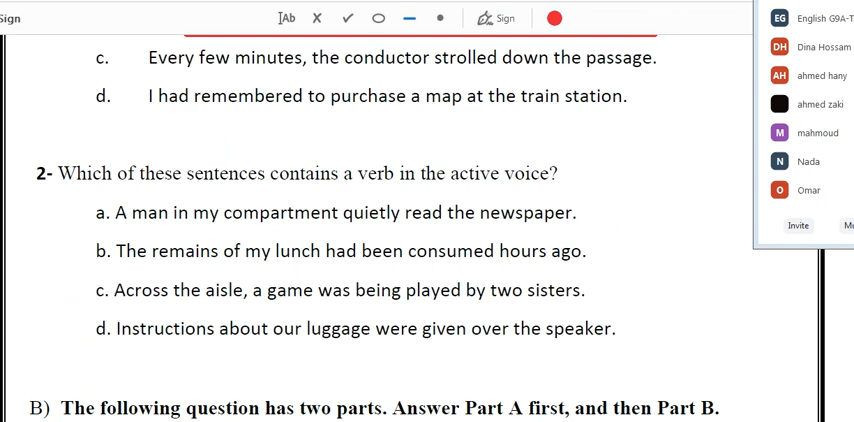 Sign
Ab
Sign
c. Every few minutes, the conductor strolled down the passage.
d. I had remembered to purchase a map at the train station.
2- Which of these sentences contains a verb in the active voice?
a. A man in my compartment quietly read the newspaper.
b. The remains of my lunch had been consumed hours ago.
c. Across the aisle, a game was being played by two sisters.
d. Instructions about our luggage were given over the speaker.
B) The following question has two parts. Answer Part A first, and then Part B.
EG English G9A-T
DH Dina Hossam
AH ahmed hany
ahmed zaki
M mahmoud
N Nada
O Omar
Invite